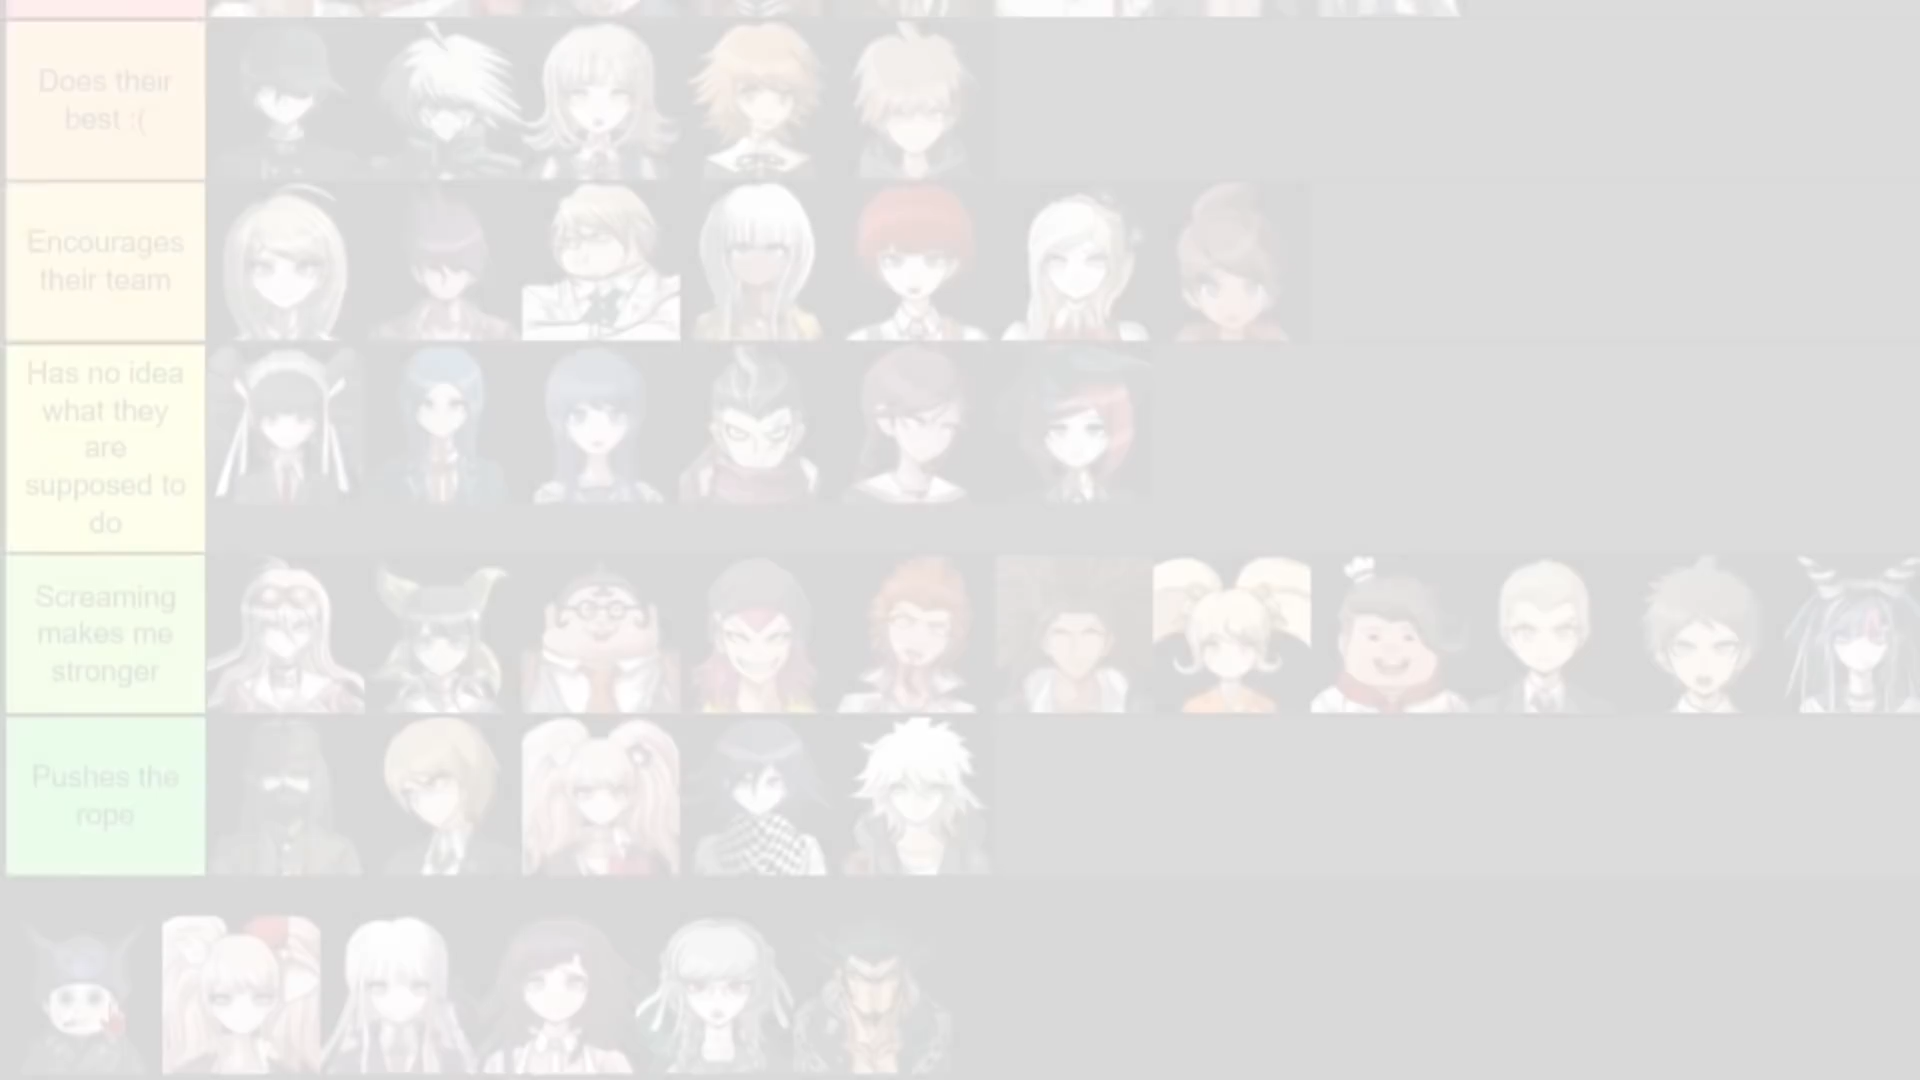 Does their
best :(
Encourages
their team
Has no idea
what they
are
supposed to
do
Screaming
makes me
stronger
Pushes the
rope